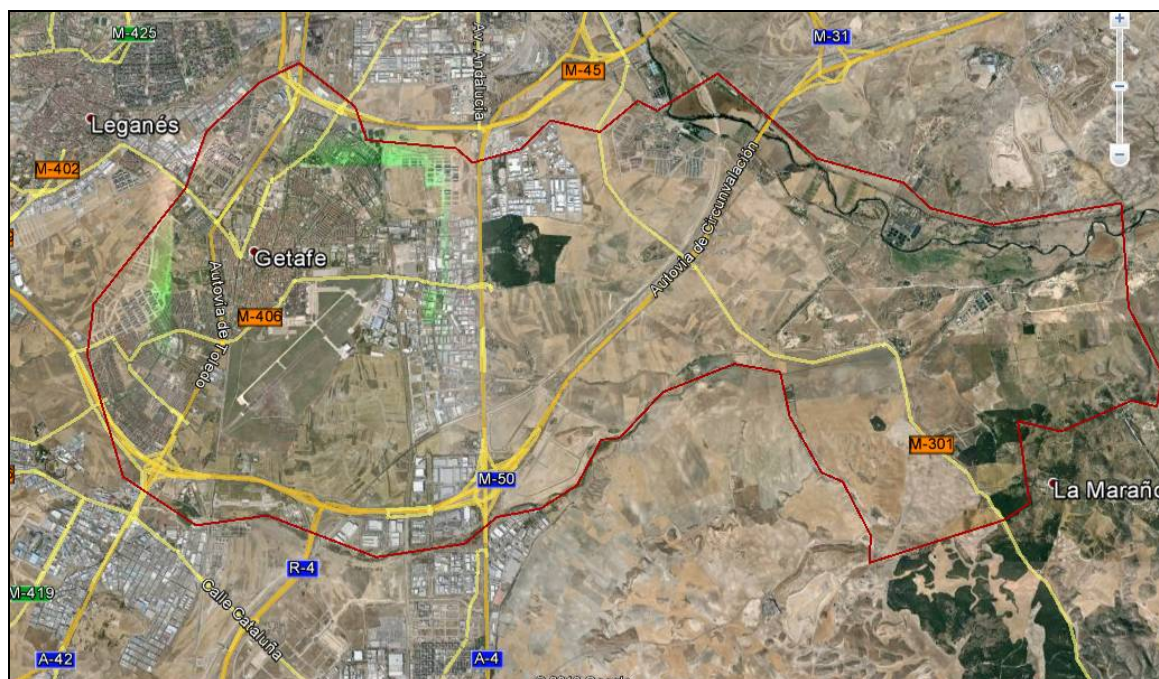 M-425
Av. Andalucía
M-31
M-45
Leganés
M-402
Autovía de Circunvalación
Getafe
M-406
Autovía de Toledo
M-301
M-50
La Maraño
R-4
M-419
Calle Cataluña
A-42
A-4